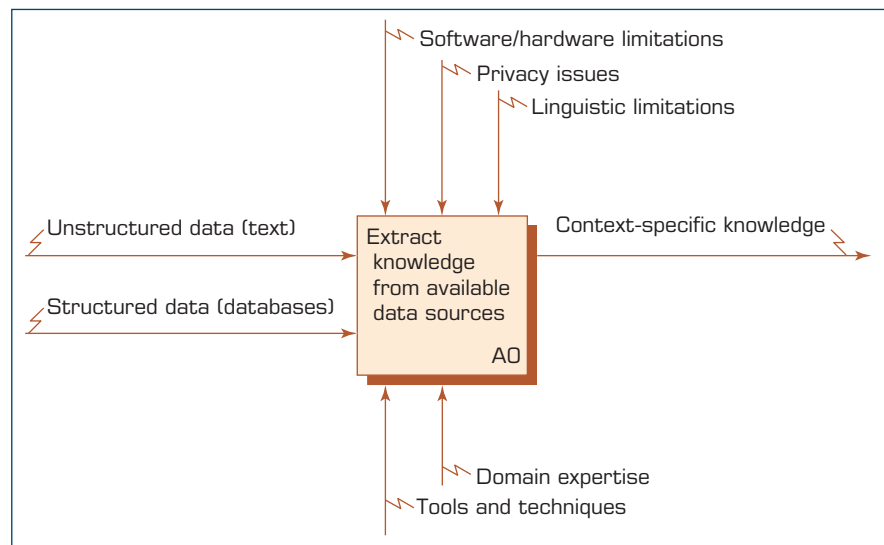 Software/hardware limitations
Privacy issues
Linguistic limitations
Unstructured data (text)
Structured data (databases)
Extract
knowledge
from available
data sources
A0
Context-specific knowledge
Domain expertise
Tools and techniques